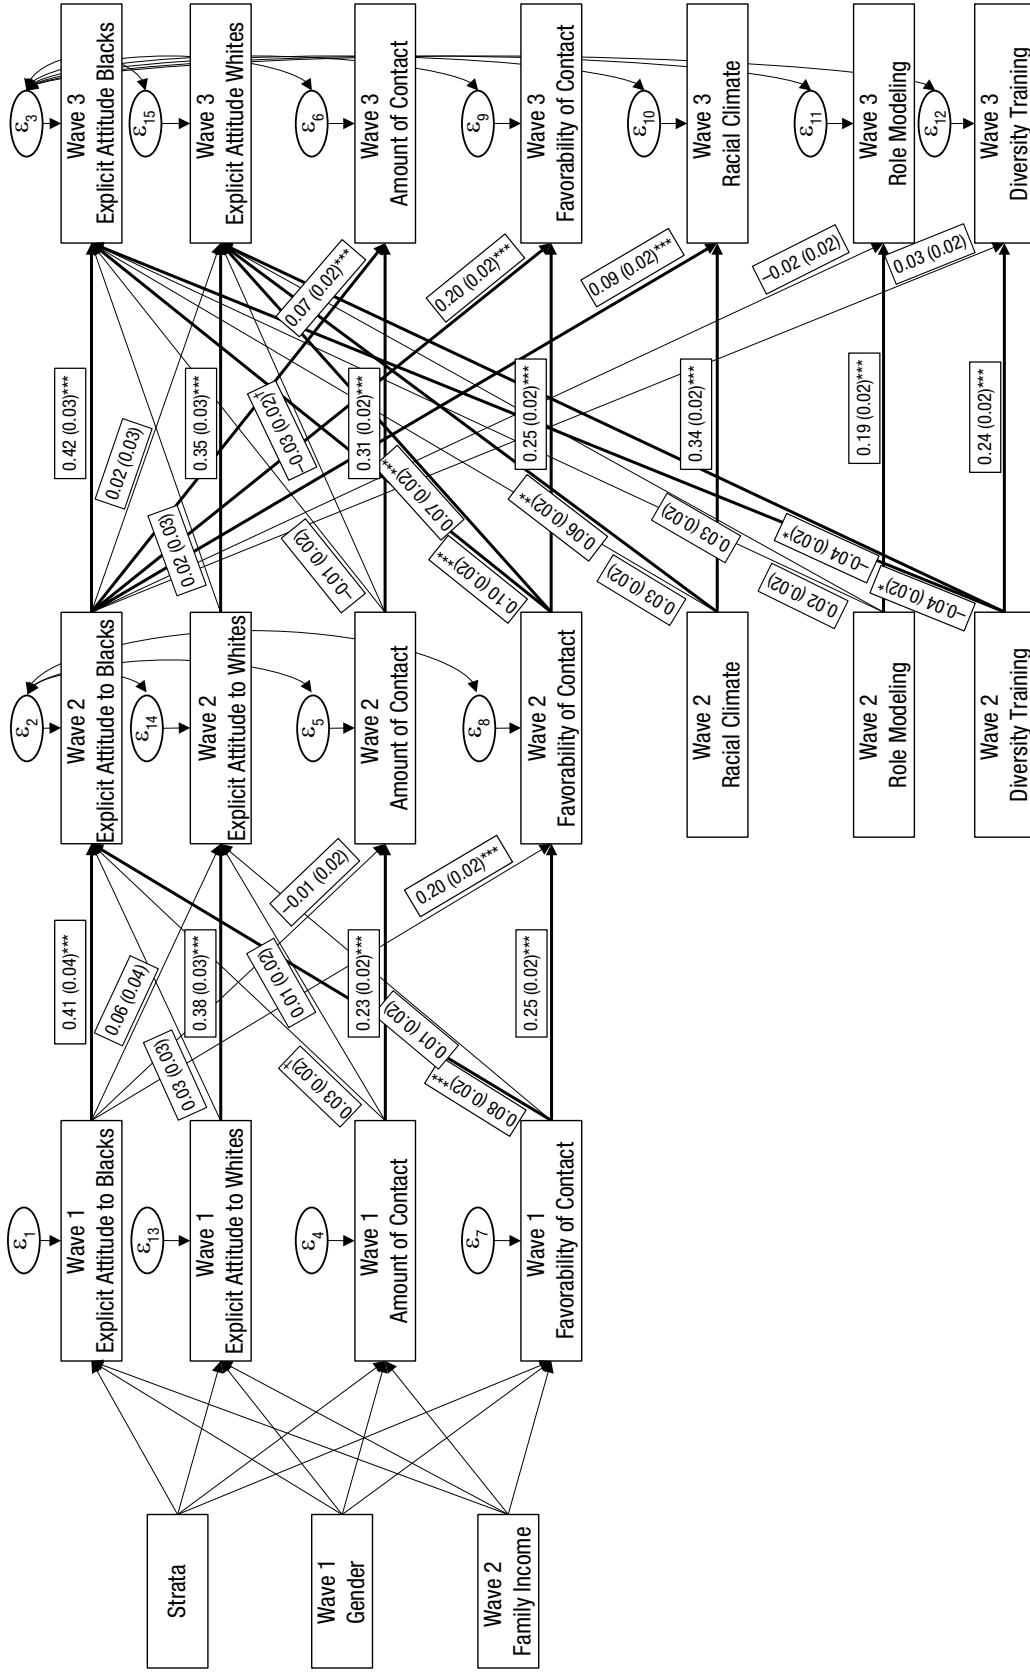 Strata
Wave 1
Gender
Wave 2
Family Income
ε1
Wave 1
Explicit Attitude to Blacks
ε13
Wave 1
Explicit Attitude to Whites
ε4
Wave 1
Amount of Contact
ε7
Wave 1
Favorability of Contact
0.41 (0.04)***
0.06 (0.04)
0.03 (0.03)
0.38 (0.03)***
0.01 (0.02)
–0.01 (0.02)
0.03 (0.02)†
0.23 (0.02)***
0.20 (0.02)***
0.01 (0.02)
0.08 (0.02)***
0.25 (0.02)***
ε2
Wave 2
Explicit Attitude to Blacks
ε14
Wave 2
Explicit Attitude to Whites
ε5
Wave 2
Amount of Contact
ε8
Wave 2
Favorability of Contact
Wave 2
Racial Climate
Wave 2
Role Modeling
Wave 2
Diversity Training
0.42 (0.03)***
0.02 (0.03)
0.02 (0.03)
0.35 (0.03)***
–0.03 (0.02)†
0.07 (0.02)***
–0.01 (0.02)
0.31 (0.02)***
0.20 (0.02)***
0.07 (0.02)***
0.10 (0.02)***
0.25 (0.02)***
0.09 (0.02)***
0.06 (0.02)**
0.03 (0.02)
0.34 (0.02)***
–0.02 (0.02)
0.03 (0.02)
0.02 (0.02)
0.19 (0.02)***
0.03 (0.02)
–0.04 (0.02)*
–0.04 (0.02)*
0.24 (0.02)***
ε3
Wave 3
Explicit Attitude Blacks
ε15
Wave 3
Explicit Attitude Whites
ε6
Wave 3
Amount of Contact
ε9
Wave 3
Favorability of Contact
ε10
Wave 3
Racial Climate
ε11
Wave 3
Role Modeling
ε12
Wave 3
Diversity Training